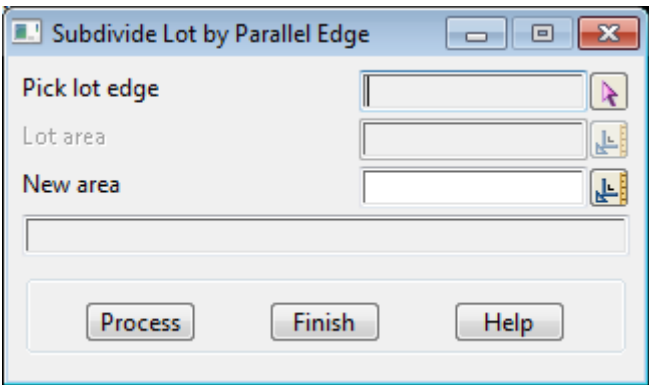 Subdivide Lot by Parallel Edge
Pick lot edge
Lot area
New area
Process Finish Help